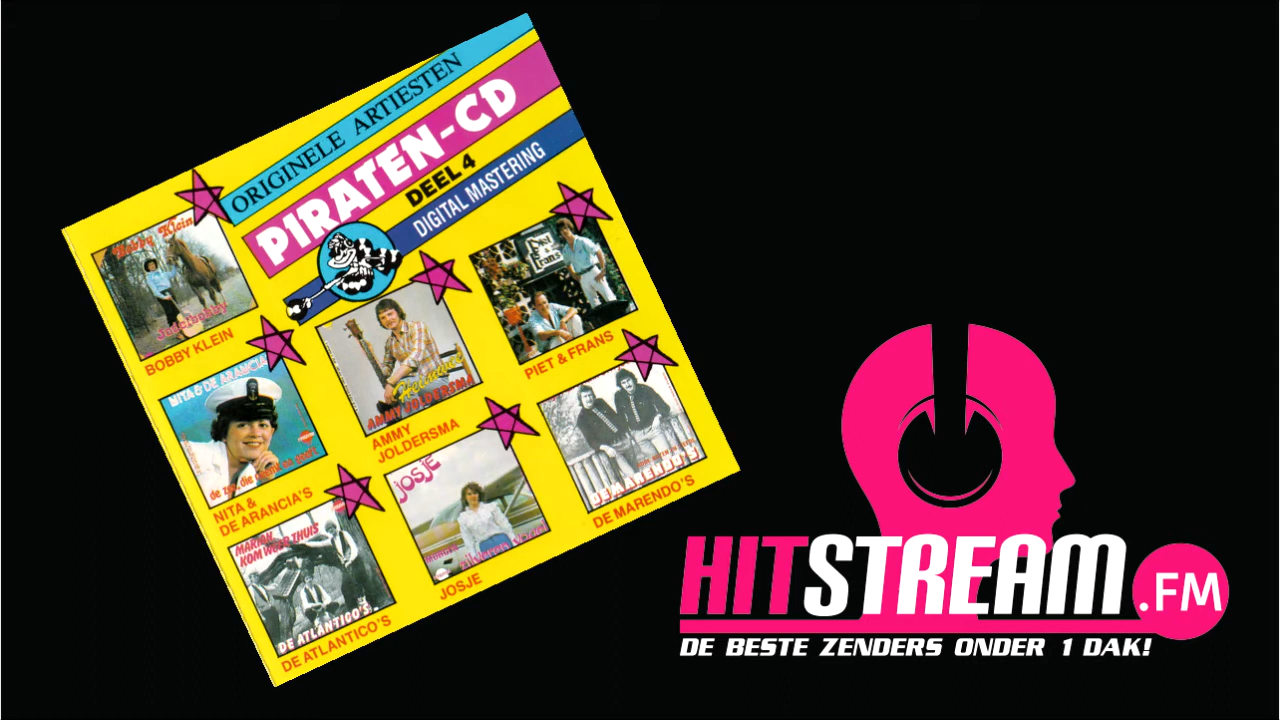 ORIGINELE ARTIESTEN
PIRATEN-CD
DEEL 4
DIGITAL MASTERING
Bobby Klein
BOBBY KLEIN
Piet & Frans
PIET & FRANS
NITA & DE ARANCIA'S
NITA &
DE ARANCIA'S
AMMY JOLDERSMA
AMMY
JOLDERSMA
DE MARENDO'S
DE MARENDO'S
JOSJE
JOSJE
MARIAN
KOM WEER THUIS
DE ATLANTICO'S
DE ATLANTICO'S
HITSTREAM.FM
DE BESTE ZENDERS ONDER 1 DAK!